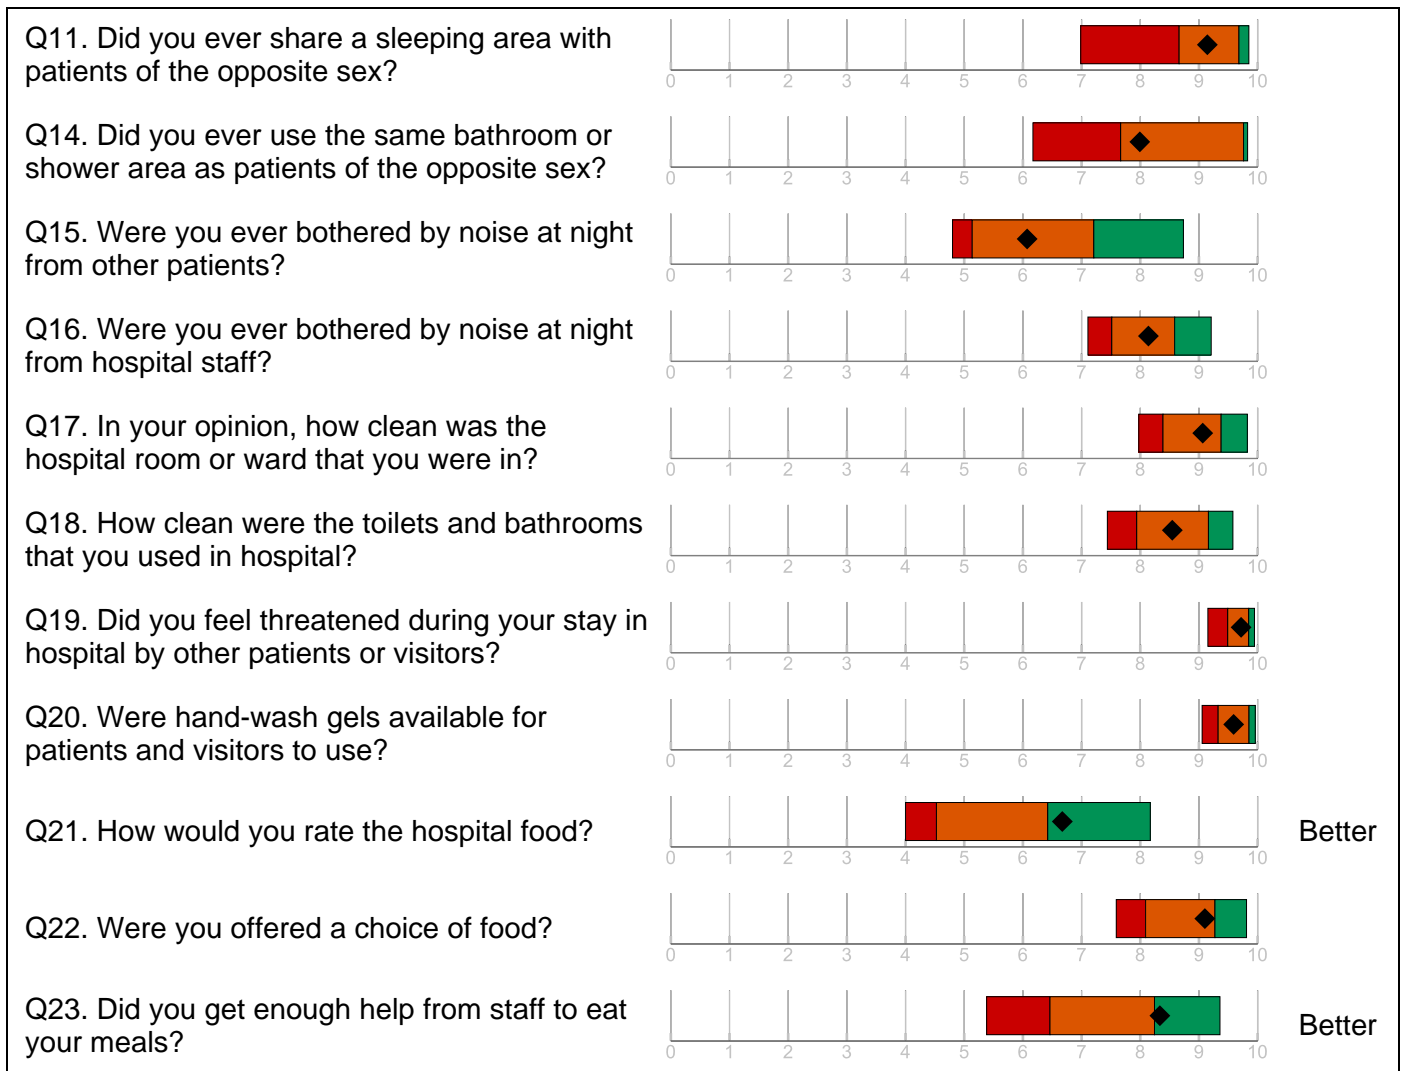 Q11. Did you ever share a sleeping area with
patients of the opposite sex?
0 1 2 3 4 5 6 7 8 9 10
Q14. Did you ever use the same bathroom or
shower area as patients of the opposite sex?
0 1 2 3 4 5 6 7 8 9 10
Q15. Were you ever bothered by noise at night
from other patients?
0 1 2 3 4 5 6 7 8 9 10
Q16. Were you ever bothered by noise at night
from hospital staff?
0 1 2 3 4 5 6 7 8 9 10
Q17. In your opinion, how clean was the
hospital room or ward that you were in?
0 1 2 3 4 5 6 7 8 9 10
Q18. How clean were the toilets and bathrooms
that you used in hospital?
0 1 2 3 4 5 6 7 8 9 10
Q19. Did you feel threatened during your stay in
hospital by other patients or visitors?
0 1 2 3 4 5 6 7 8 9 10
Q20. Were hand-wash gels available for
patients and visitors to use?
0 1 2 3 4 5 6 7 8 9 10
Q21. How would you rate the hospital food?
Better
0 1 2 3 4 5 6 7 8 9 10
Q22. Were you offered a choice of food?
0 1 2 3 4 5 6 7 8 9 10
Q23. Did you get enough help from staff to eat
your meals?
Better
0 1 2 3 4 5 6 7 8 9 10